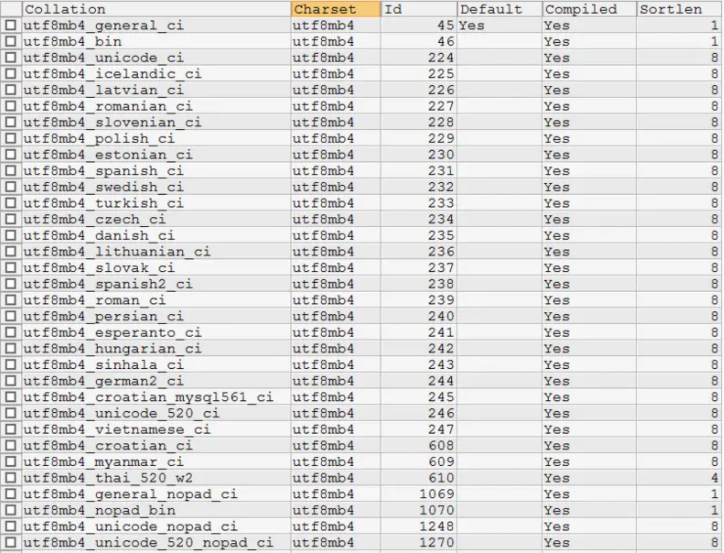 Collation Charset Id Default Compiled Sortlen
utf8mb4_general_ci utf8mb4 45 Yes Yes 1
utf8mb4_bin utf8mb4 46 Yes 1
utf8mb4_unicode_ci utf8mb4 224 Yes 8
utf8mb4_icelandic_ci utf8mb4 225 Yes 8
utf8mb4_latvian_ci utf8mb4 226 Yes 8
utf8mb4_romanian_ci utf8mb4 227 Yes 8
utf8mb4_slovenian_ci utf8mb4 228 Yes 8
utf8mb4_polish_ci utf8mb4 229 Yes 8
utf8mb4_estonian_ci utf8mb4 230 Yes 8
utf8mb4_spanish_ci utf8mb4 231 Yes 8
utf8mb4_swedish_ci utf8mb4 232 Yes 8
utf8mb4_turkish_ci utf8mb4 233 Yes 8
utf8mb4_czech_ci utf8mb4 234 Yes 8
utf8mb4_danish_ci utf8mb4 235 Yes 8
utf8mb4_lithuanian_ci utf8mb4 236 Yes 8
utf8mb4_slovak_ci utf8mb4 237 Yes 8
utf8mb4_spanish2_ci utf8mb4 238 Yes 8
utf8mb4_roman_ci utf8mb4 239 Yes 8
utf8mb4_persian_ci utf8mb4 240 Yes 8
utf8mb4_esperanto_ci utf8mb4 241 Yes 8
utf8mb4_hungarian_ci utf8mb4 242 Yes 8
utf8mb4_sinhala_ci utf8mb4 243 Yes 8
utf8mb4_german2_ci utf8mb4 244 Yes 8
utf8mb4_croatian_mysql561_ci utf8mb4 245 Yes 8
utf8mb4_unicode_520_ci utf8mb4 246 Yes 8
utf8mb4_vietnamese_ci utf8mb4 247 Yes 8
utf8mb4_croatian_ci utf8mb4 608 Yes 8
utf8mb4_myanmar_ci utf8mb4 609 Yes 8
utf8mb4_thai_520_w2 utf8mb4 610 Yes 4
utf8mb4_general_nopad_ci utf8mb4 1069 Yes 1
utf8mb4_nopad_bin utf8mb4 1070 Yes 1
utf8mb4_unicode_nopad_ci utf8mb4 1248 Yes 8
utf8mb4_unicode_520_nopad_ci utf8mb4 1270 Yes 8